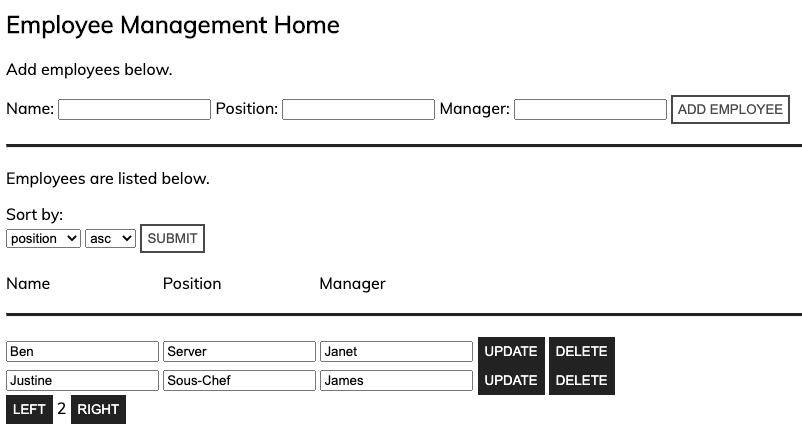 Employee Management Home
Add employees below.
Name: Position: Manager: ADD EMPLOYEE
Employees are listed below.
Sort by:
position asc SUBMIT
Name Position Manager
Ben Server Janet UPDATE DELETE
Justine Sous-Chef James UPDATE DELETE
LEFT 2 RIGHT